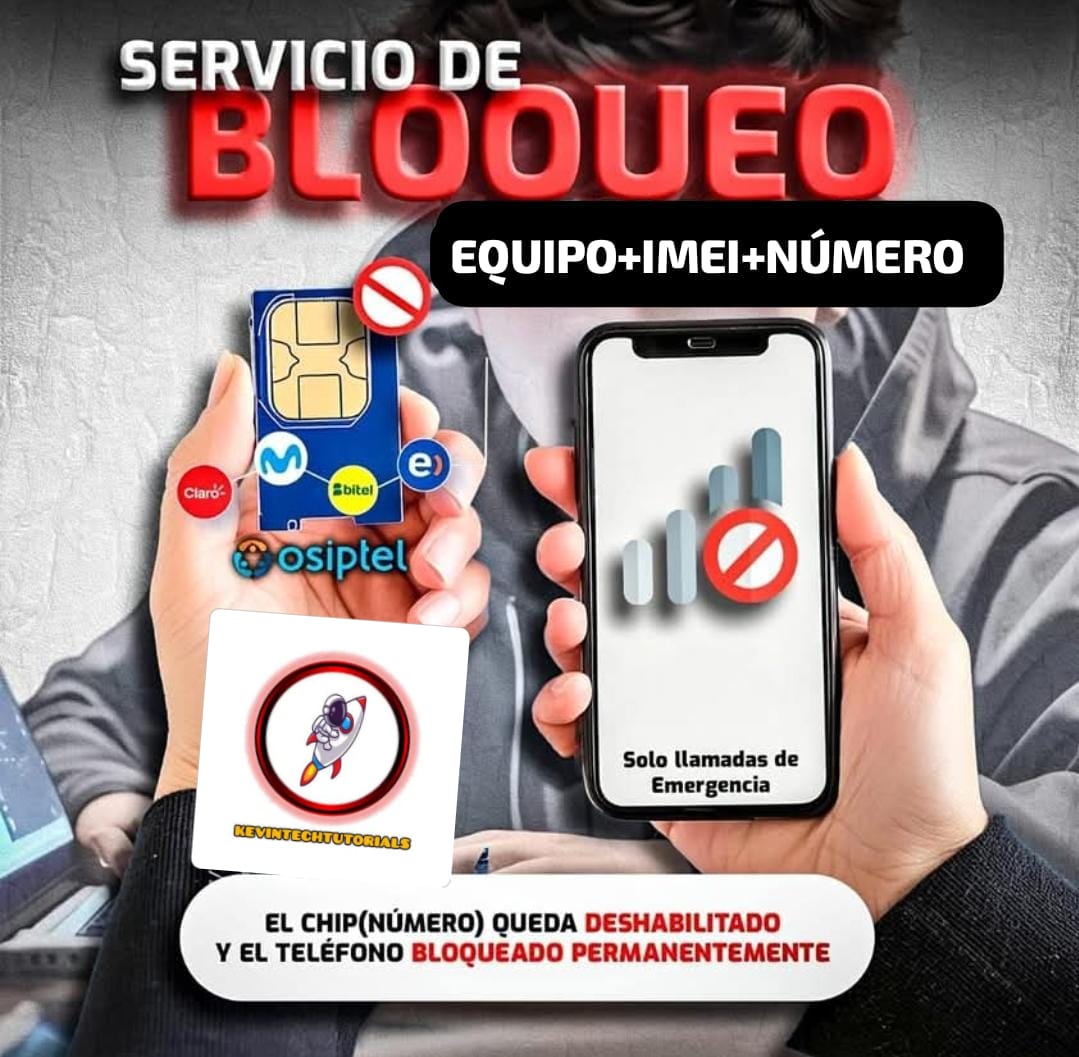 SERVICIO DE
BLOQUEO
EQUIPO+IMEI+NÚMERO
Claro
bitel
e)
osiptel
KEVINTECHTUTORIALS
Solo llamadas de
Emergencia
EL CHIP(NÚMERO) QUEDA DESHABILITADO
Y EL TELÉFONO BLOQUEADO PERMANENTEMENTE